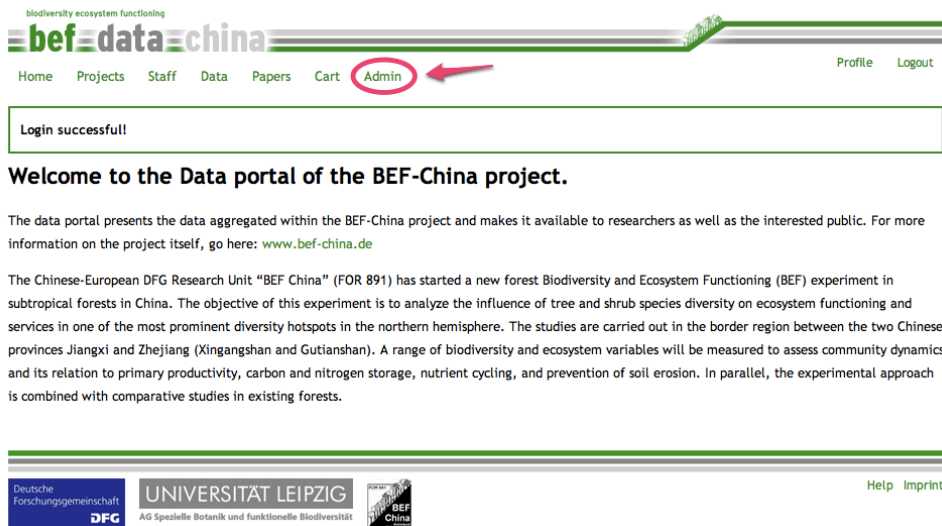 biodiversity ecosystem functioning
bef data china
Home Projects Staff Data Papers Cart Admin
Profile Logout
Login successful!
Welcome to the Data portal of the BEF-China project.
The data portal presents the data aggregated within the BEF-China project and makes it available to researchers as well as the interested public. For more
information on the project itself, go here: www.bef-china.de
The Chinese-European DFG Research Unit “BEF China” (FOR 891) has started a new forest Biodiversity and Ecosystem Functioning (BEF) experiment in
subtropical forests in China. The objective of this experiment is to analyze the influence of tree and shrub species diversity on ecosystem functioning and
services in one of the most prominent diversity hotspots in the northern hemisphere. The studies are carried out in the border region between the two Chinese
provinces Jiangxi and Zhejiang (Xingangshan and Gutianshan). A range of biodiversity and ecosystem variables will be measured to assess community dynamics
and its relation to primary productivity, carbon and nitrogen storage, nutrient cycling, and prevention of soil erosion. In parallel, the experimental approach
is combined with comparative studies in existing forests.
Help Imprint
Deutsche
Forschungsgemeinschaft
DFG
UNIVERSITÄT LEIPZIG
AG Spezielle Botanik und funktionelle Biodiversität
FOR 891
BEF
China